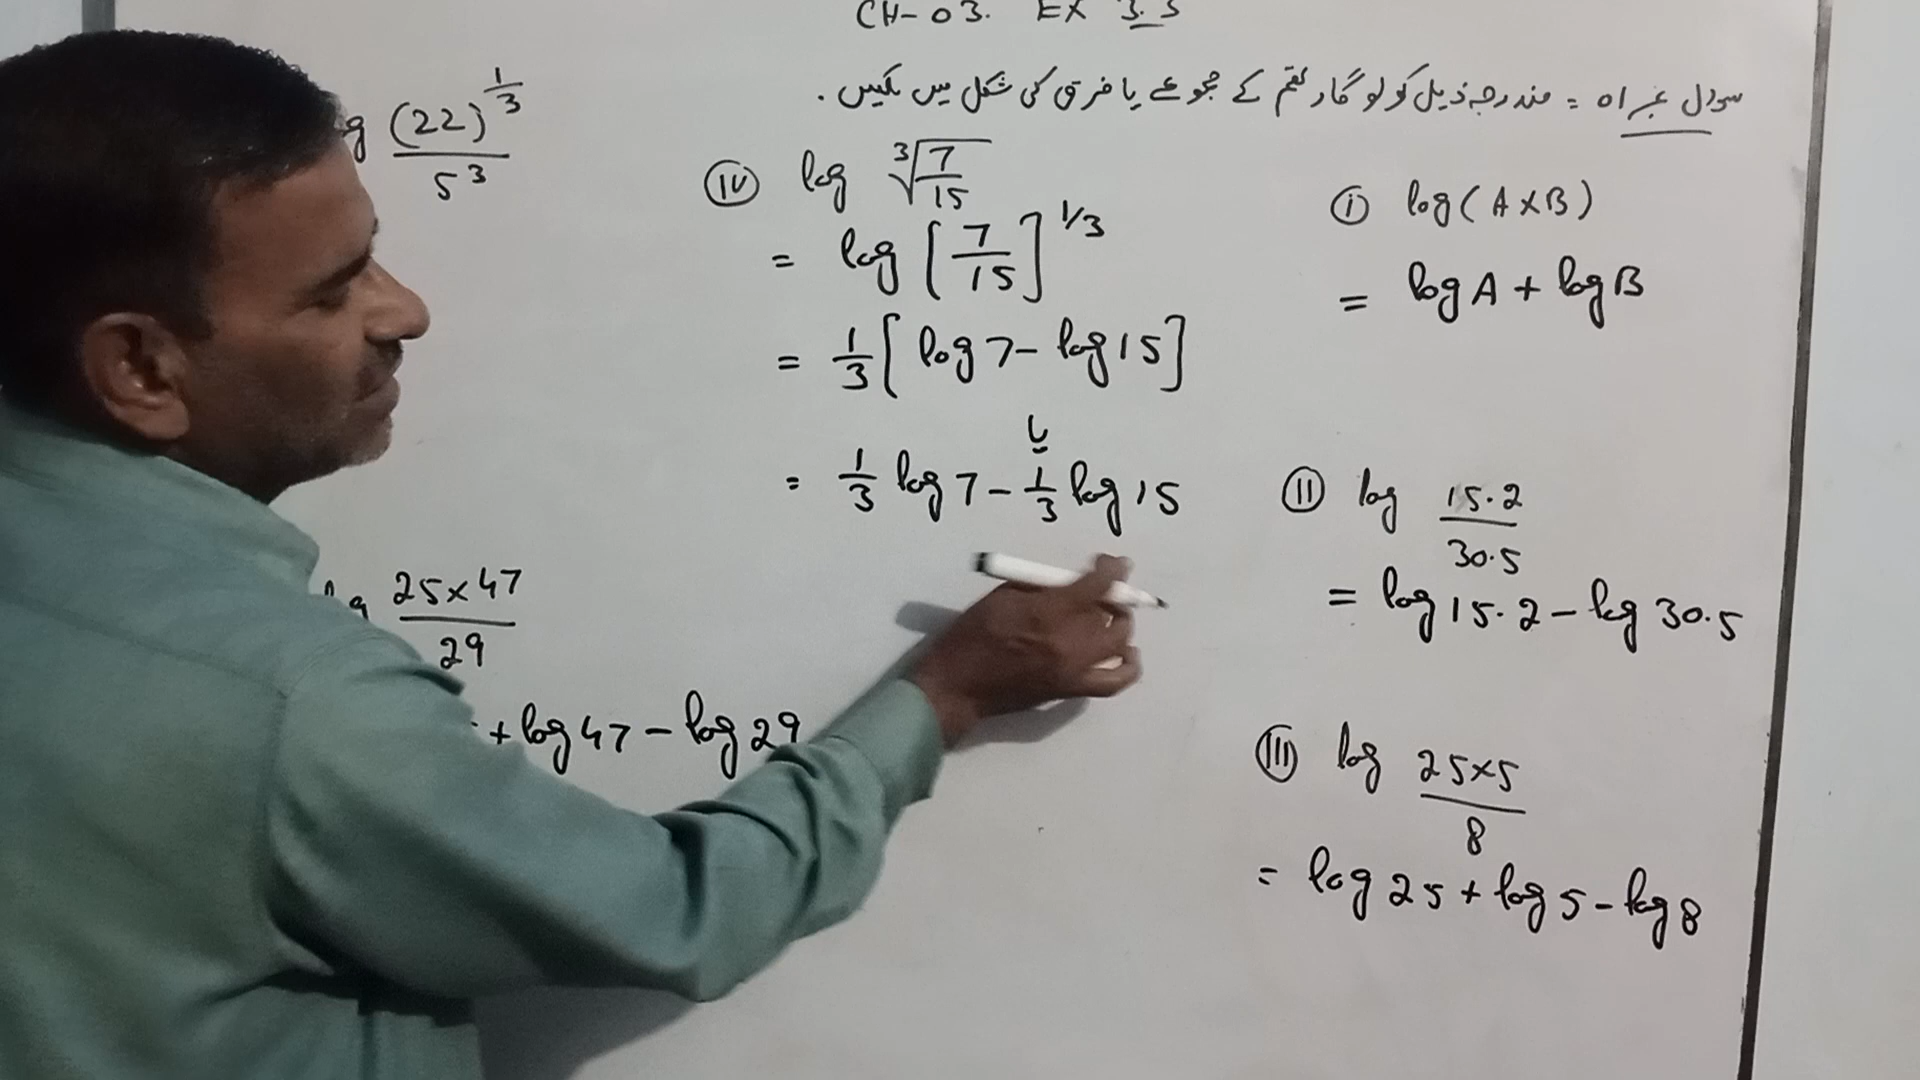 CH-03. EX 3.3
سوال نمبر 01 = مندرجہ ذیل کو لوگارتھم کے مجموعے یا فرق کی شکل میں لکھیں.
(i) log(A×B)
= log A + log B
(ii) log 15.2/30.5
= log 15.2 - log 30.5
(iii) log 25×5/8
= log 25 + log 5 - log 8
(iv) log ∛(7/15)
= log [7/15]^1/3
= 1/3 [log 7 - log 15]
یا
= 1/3 log 7 - 1/3 log 15
(22)^1/3 / 5^3
25×47/29
+ log 47 - log 29